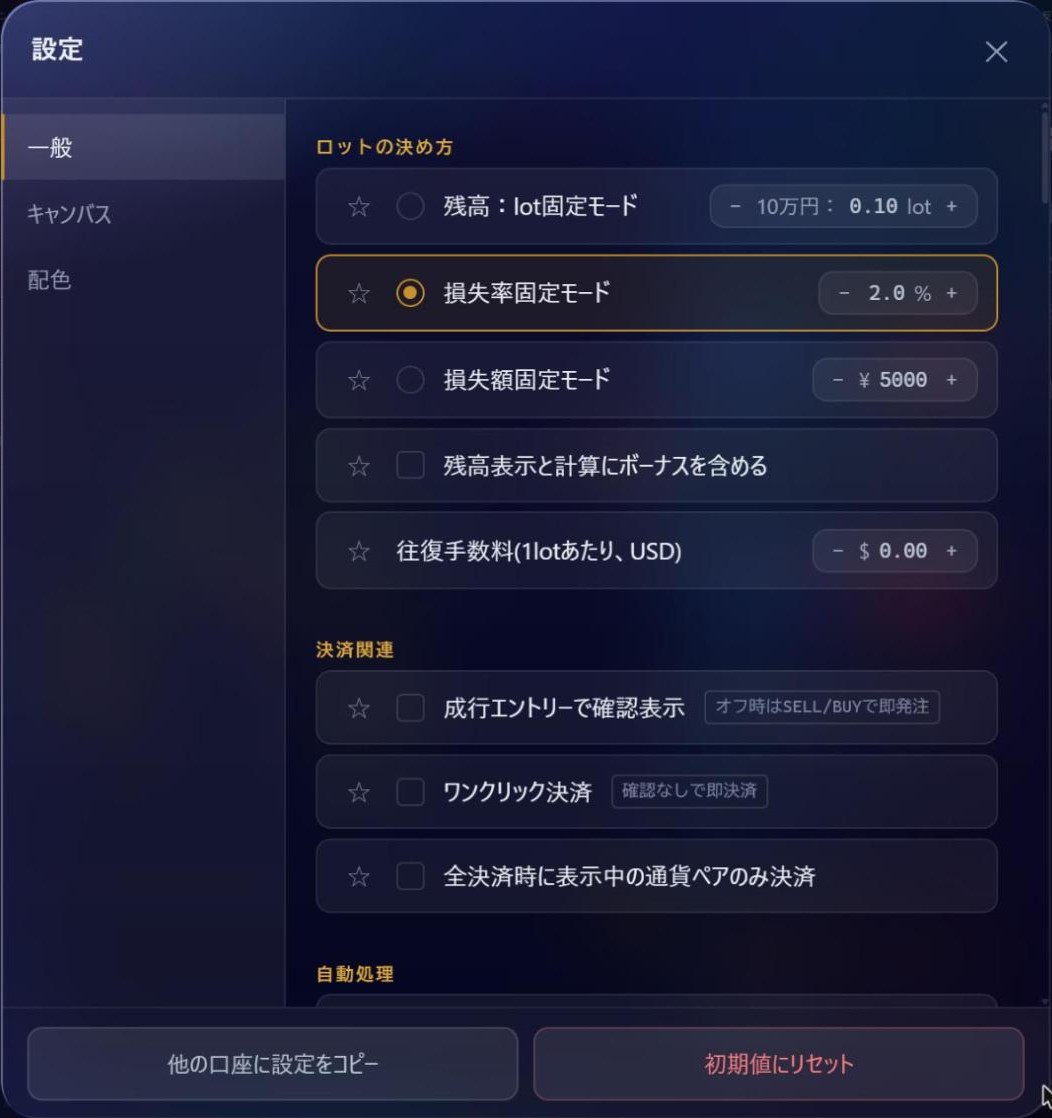 設定
一般
キャンバス
配色
ロットの決め方
残高：lot固定モード － 10万円： 0.10 lot ＋
損失率固定モード － 2.0 % ＋
損失額固定モード － ¥ 5000 ＋
残高表示と計算にボーナスを含める
往復手数料(1lotあたり、USD) － $ 0.00 ＋
決済関連
成行エントリーで確認表示 オフ時はSELL/BUYで即発注
ワンクリック決済 確認なしで即決済
全決済時に表示中の通貨ペアのみ決済
自動処理
他の口座に設定をコピー
初期値にリセット